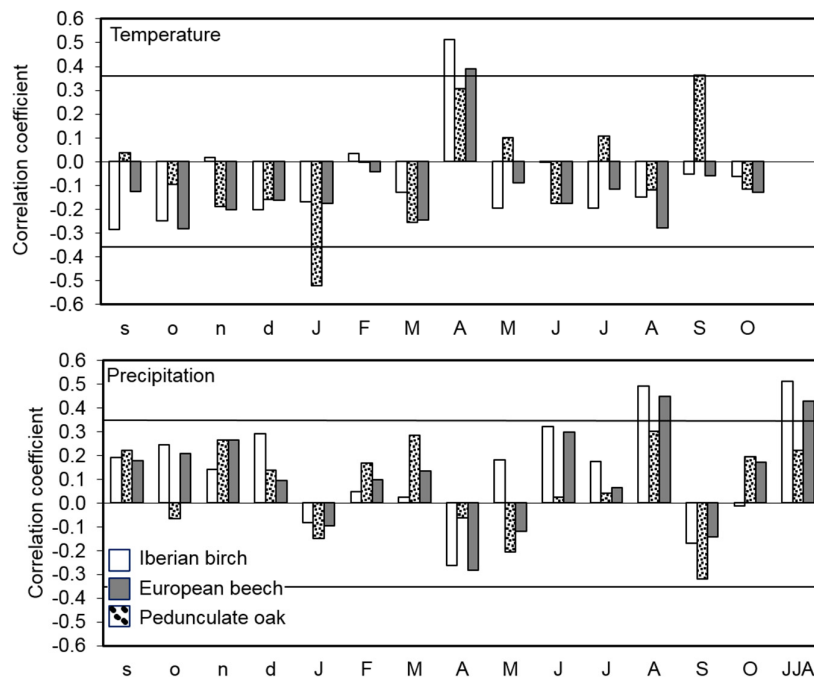 Temperature
Correlation coefficient
0.6
0.5
0.4
0.3
0.2
0.1
0.0
-0.1
-0.2
-0.3
-0.4
-0.5
-0.6
s o n d J F M A M J J A S O
Precipitation
Correlation coefficient
0.6
0.5
0.4
0.3
0.2
0.1
0.0
-0.1
-0.2
-0.3
-0.4
-0.5
-0.6
Iberian birch
European beech
Pedunculate oak
s o n d J F M A M J J A S O JJA